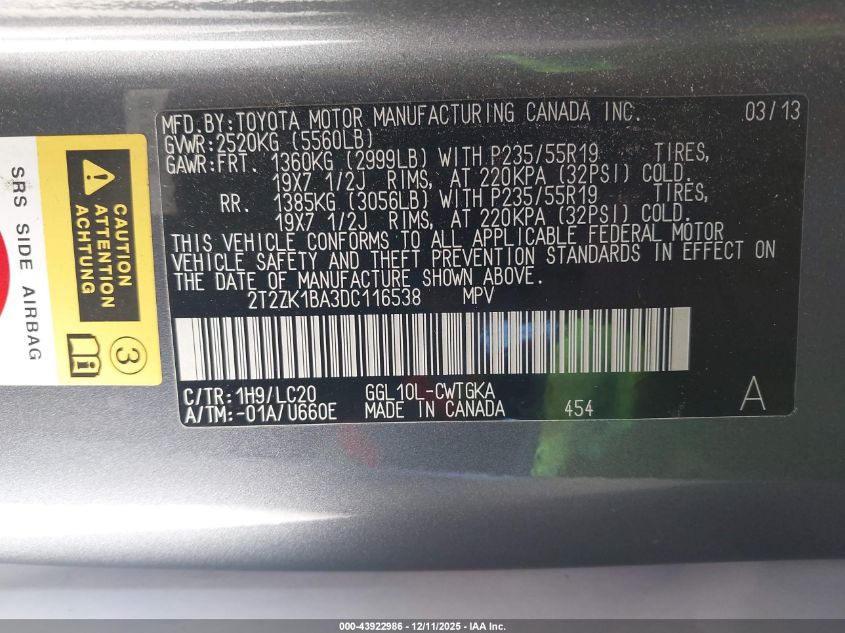 MFD.BY:TOYOTA MOTOR MANUFACTURING CANADA INC. 03/13
GVWR:2520KG (5560LB)
GAWR:FRT. 1360KG (2999LB) WITH P235/55R19 TIRES,
19X7 1/2J RIMS, AT 220KPA (32PSI) COLD.
RR. 1385KG (3056LB) WITH P235/55R19 TIRES,
19X7 1/2J RIMS, AT 220KPA (32PSI) COLD.
THIS VEHICLE CONFORMS TO ALL APPLICABLE FEDERAL MOTOR
VEHICLE SAFETY AND THEFT PREVENTION STANDARDS IN EFFECT ON
THE DATE OF MANUFACTURE SHOWN ABOVE.
2T2ZK1BA3DC116538 MPV
C/TR:1H9/LC20 GGL10L-CWTGKA
A/TM:-01A/U660E MADE IN CANADA 454 A
CAUTION
ATTENTION
ACHTUNG
3
SRS SIDE AIRBAG
000-43922986 - 12/11/2025 - IAA Inc.